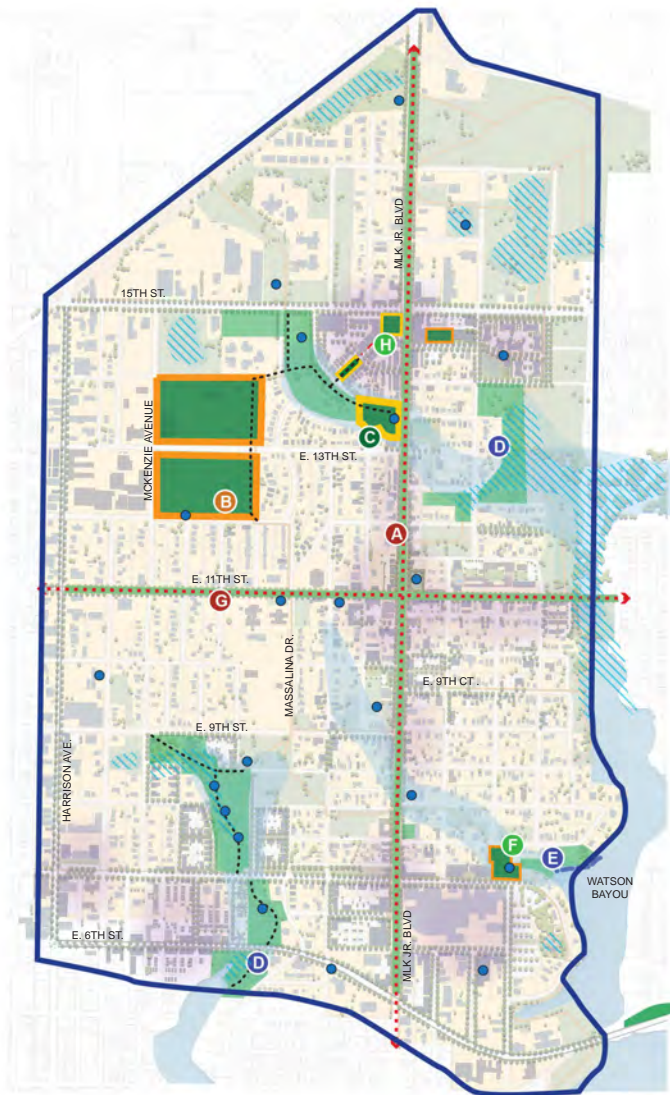 MLK JR. BLVD
15TH ST.
H
MCKENZIE AVENUE
C
E. 13TH ST.
D
B
A
E. 11TH ST.
G
MASSALINA DR.
E. 9TH CT .
E. 9TH ST.
HARRISON AVE.
F
E
WATSON
BAYOU
E. 6TH ST.
MLK JR. BLVD
D